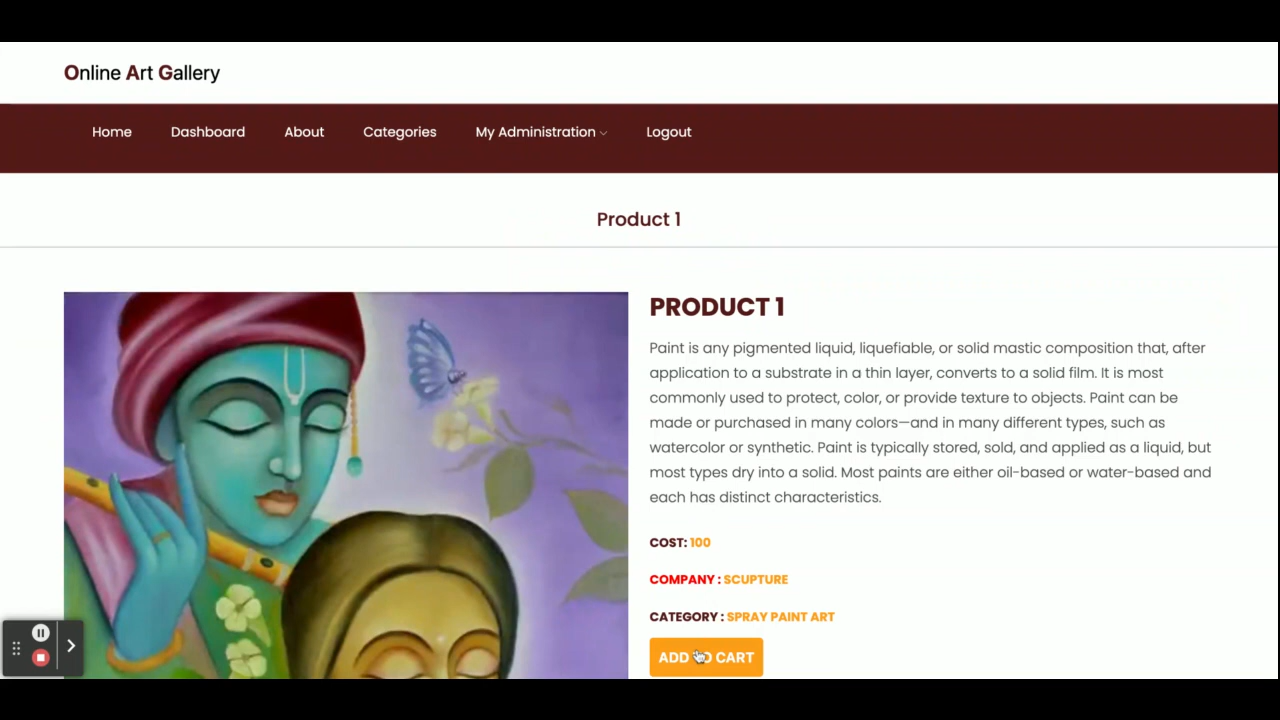 Online Art Gallery
Home Dashboard About Categories My Administration Logout
Product 1
PRODUCT 1
Paint is any pigmented liquid, liquefiable, or solid mastic composition that, after
application to a substrate in a thin layer, converts to a solid film. It is most
commonly used to protect, color, or provide texture to objects. Paint can be
made or purchased in many colors—and in many different types, such as
watercolor or synthetic. Paint is typically stored, sold, and applied as a liquid, but
most types dry into a solid. Most paints are either oil-based or water-based and
each has distinct characteristics.
COST: 100
COMPANY : SCUPTURE
CATEGORY : SPRAY PAINT ART
ADD TO CART